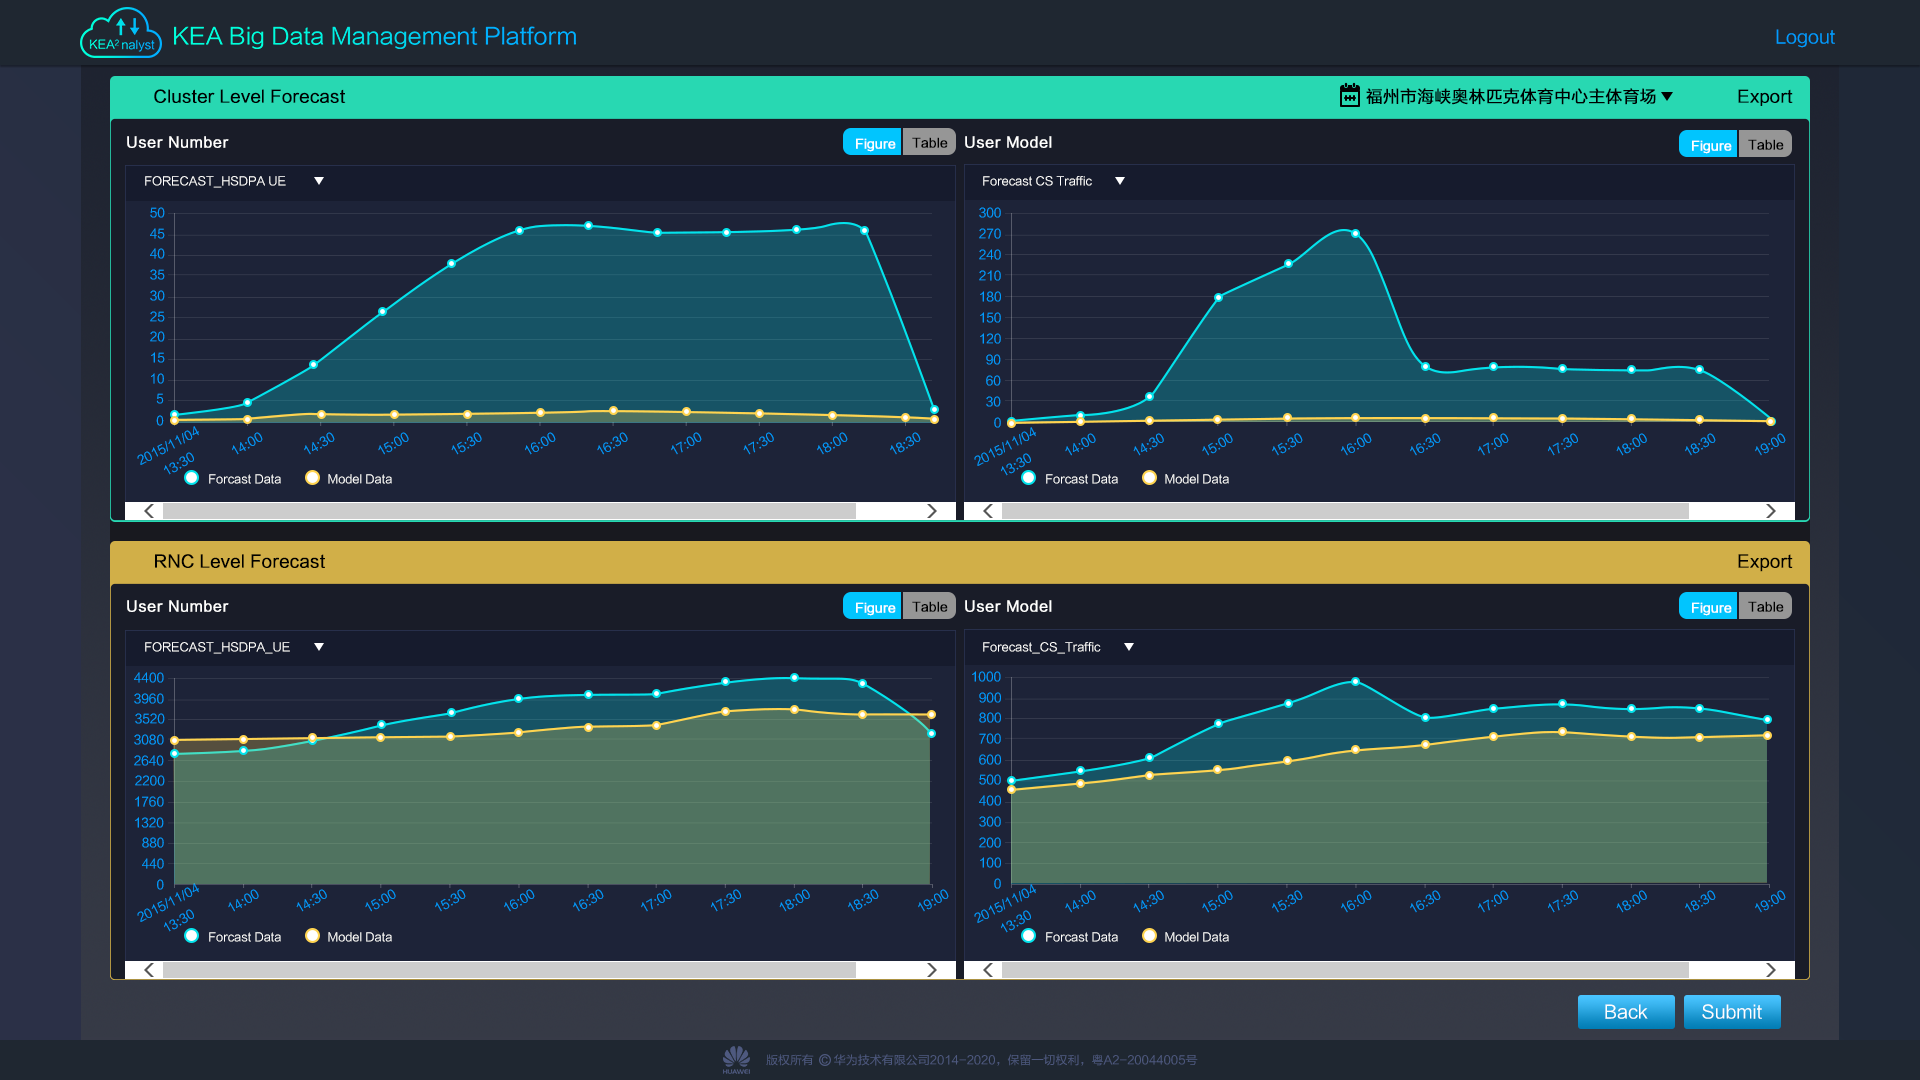 KEA² nalyst KEA Big Data Management Platform
Logout
Cluster Level Forecast
福州市海峡奥林匹克体育中心主体育场
Export
User Number
Figure Table
FORECAST_HSDPA UE
50
45
40
35
30
25
20
15
10
5
0
2015/11/04 13:30 14:00 14:30 15:00 15:30 16:00 16:30 17:00 17:30 18:00 18:30
Forcast Data Model Data
User Model
Figure Table
Forecast CS Traffic
300
270
240
210
180
150
120
90
60
30
0
2015/11/04 13:30 14:00 14:30 15:00 15:30 16:00 16:30 17:00 17:30 18:00 18:30 19:00
Forcast Data Model Data
RNC Level Forecast
Export
User Number
Figure Table
FORECAST_HSDPA_UE
4400
3960
3520
3080
2640
2200
1760
1320
880
440
0
2015/11/04 13:30 14:00 14:30 15:00 15:30 16:00 16:30 17:00 17:30 18:00 18:30 19:00
Forcast Data Model Data
User Model
Figure Table
Forecast_CS_Traffic
1000
900
800
700
600
500
400
300
200
100
0
2015/11/04 13:30 14:00 14:30 15:00 15:30 16:00 16:30 17:00 17:30 18:00 18:30 19:00
Forcast Data Model Data
Back Submit
HUAWEI 版权所有 © 华为技术有限公司2014-2020，保留一切权利，粤A2-20044005号